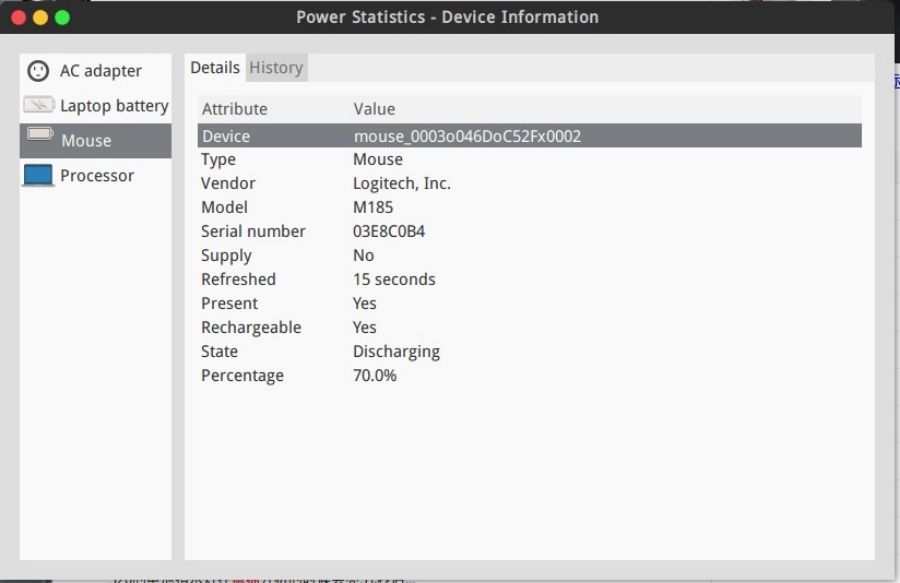 Power Statistics - Device Information
AC adapter
Laptop battery
Mouse
Processor
Details History
Attribute Value
Device mouse_0003o046DoC52Fx0002
Type Mouse
Vendor Logitech, Inc.
Model M185
Serial number 03E8C0B4
Supply No
Refreshed 15 seconds
Present Yes
Rechargeable Yes
State Discharging
Percentage 70.0%